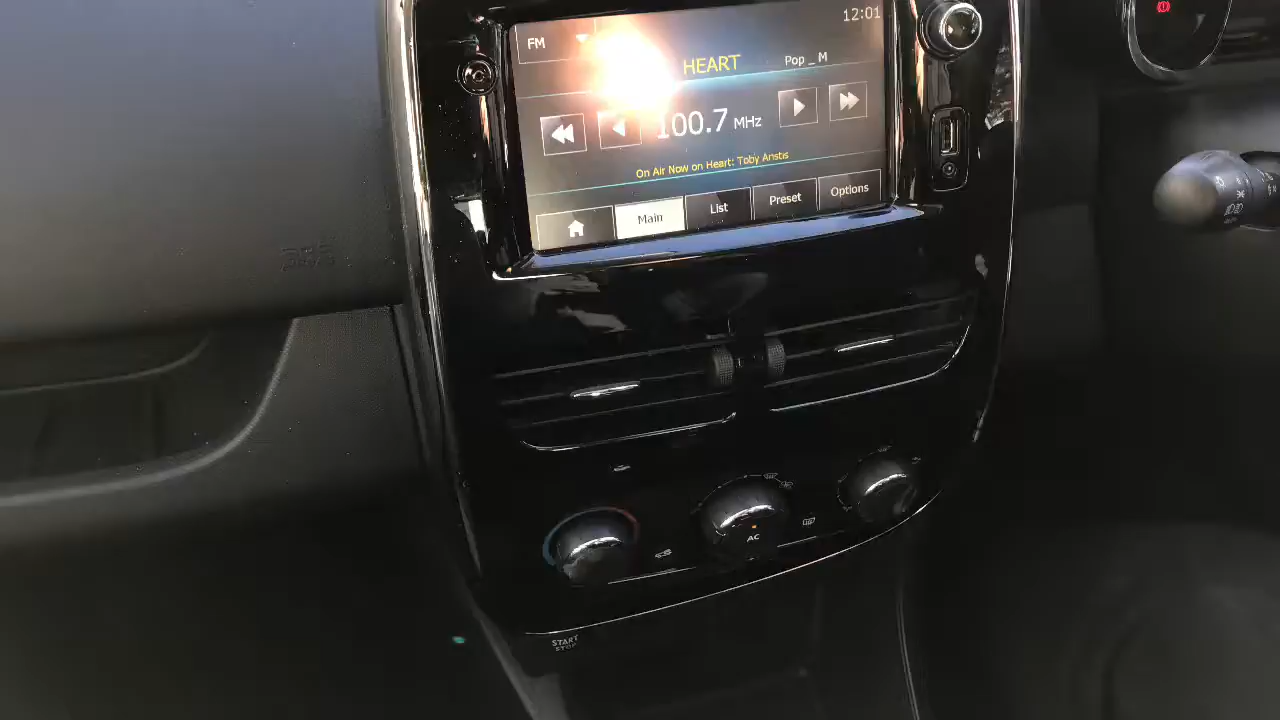 12:01
FM
HEART
Pop _ M
100.7 MHz
On Air Now on Heart: Toby Anstis
Main
List
Preset
Options
AC
START
STOP